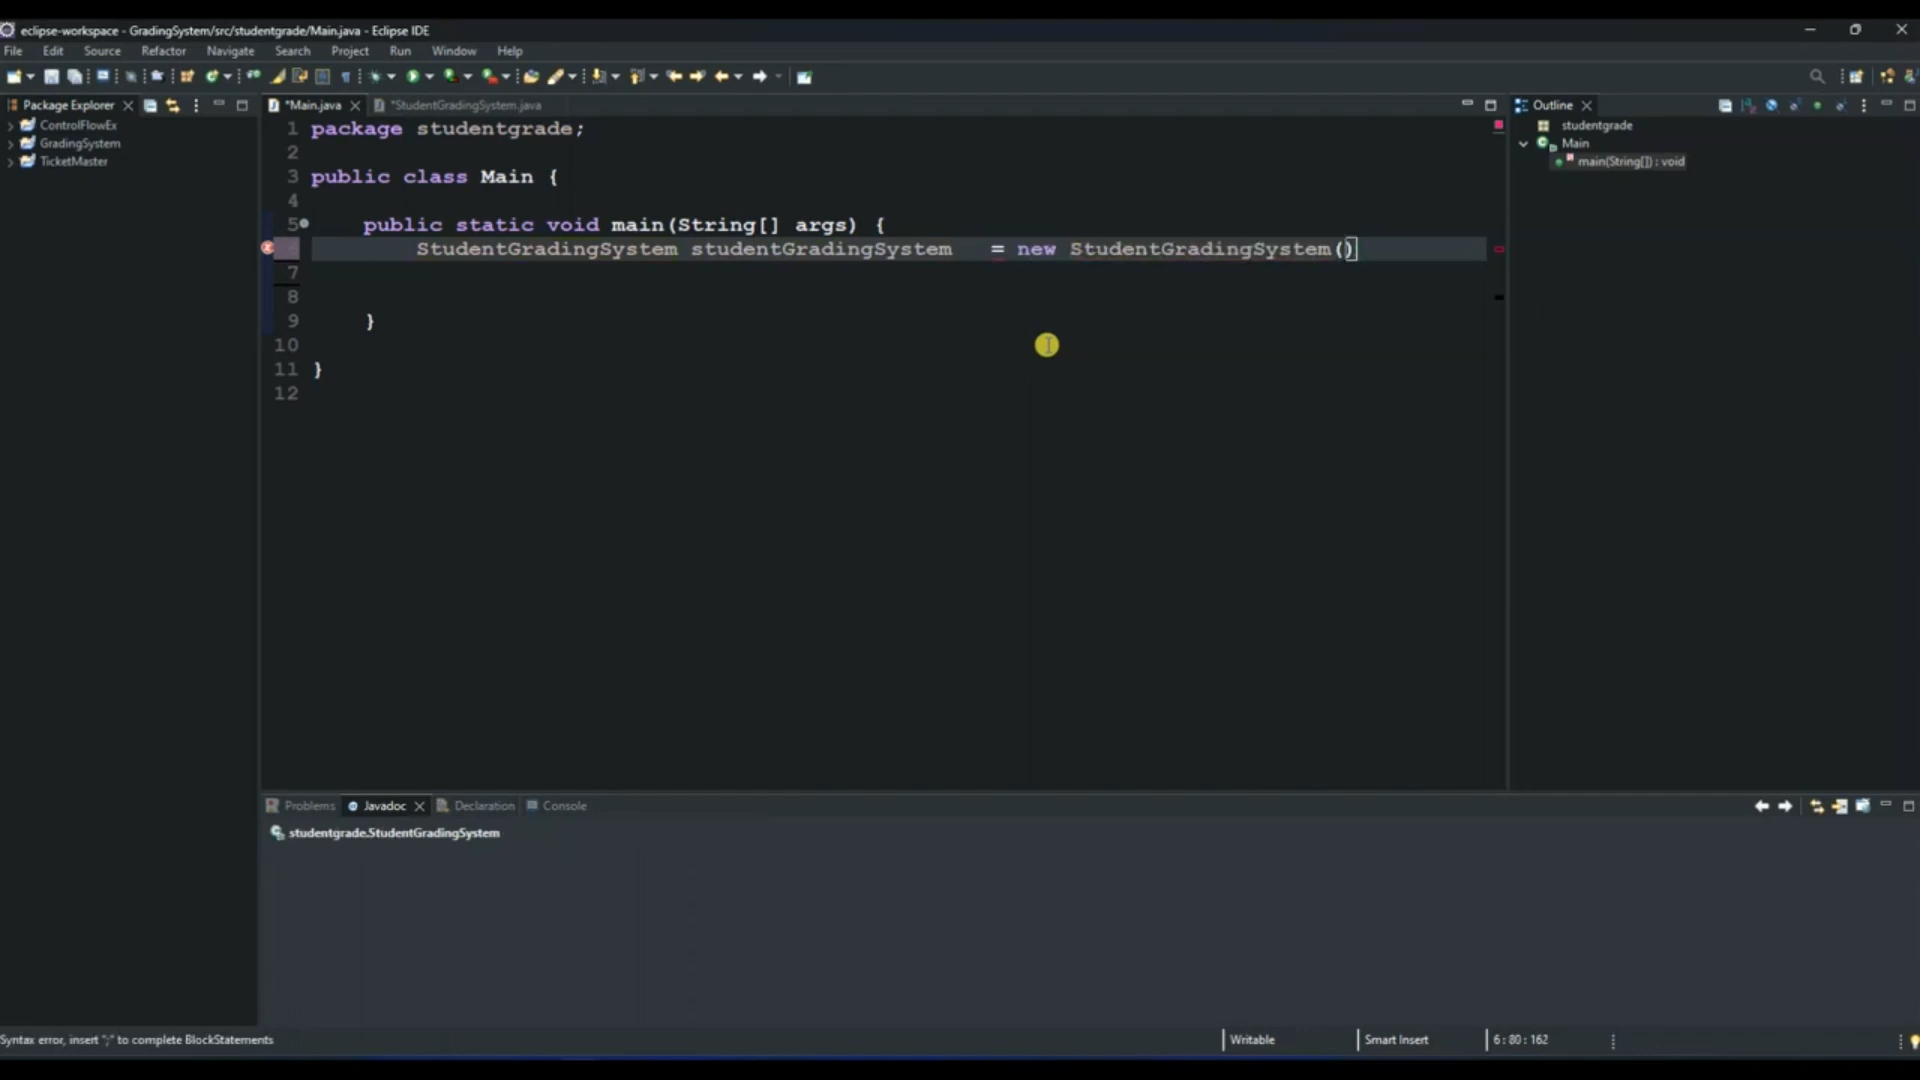 eclipse-workspace - GradingSystem/src/studentgrade/Main.java - Eclipse IDE
File Edit Source Refactor Navigate Search Project Run Window Help
Package Explorer
ControlFlowEx
GradingSystem
TicketMaster
*Main.java *StudentGradingSystem.java
1 package studentgrade;
2
3 public class Main {
4
5 public static void main(String[] args) {
StudentGradingSystem studentGradingSystem = new StudentGradingSystem()
7
8
9 }
10
11 }
12
Outline
studentgrade
Main
main(String[]) : void
Problems Javadoc Declaration Console
studentgrade.StudentGradingSystem
Syntax error, insert ";" to complete BlockStatements
Writable Smart Insert 6 : 80 : 162